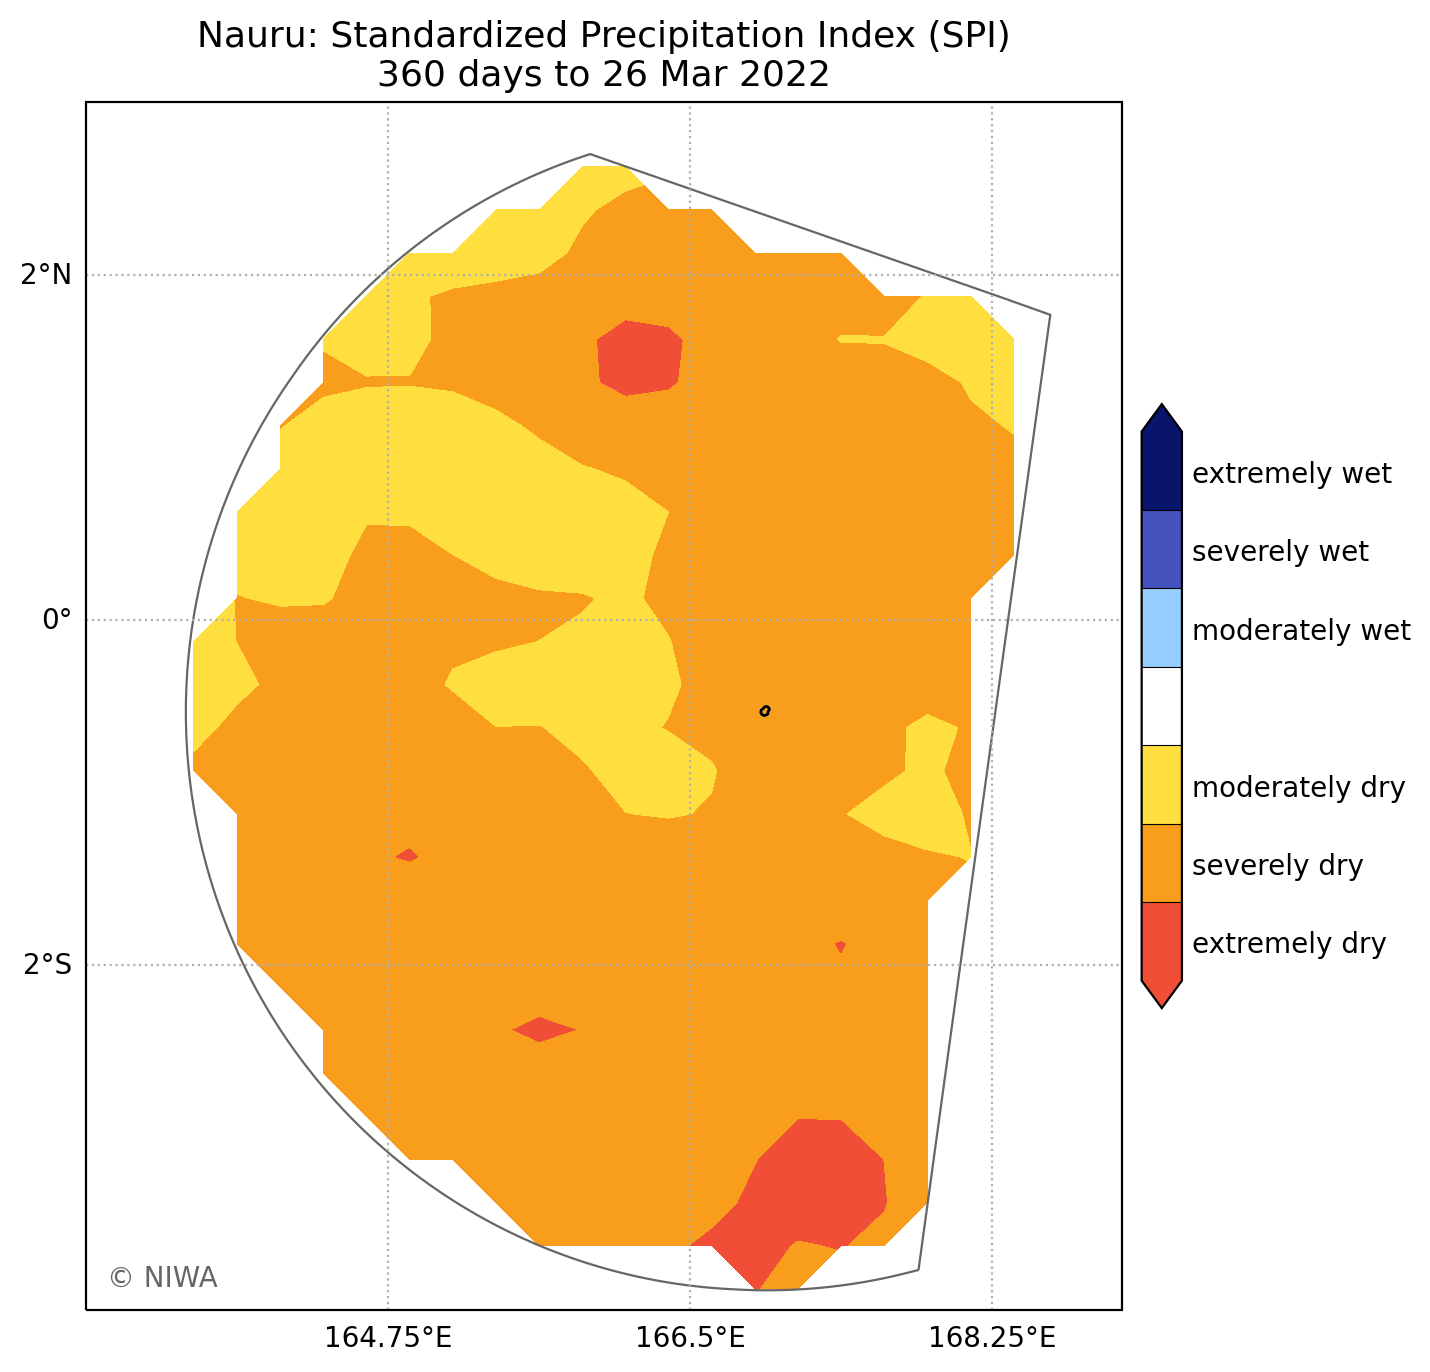 Nauru: Standardized Precipitation Index (SPI)
360 days to 26 Mar 2022
2°N
0°
2°S
164.75°E
166.5°E
168.25°E
extremely wet
severely wet
moderately wet
moderately dry
severely dry
extremely dry
© NIWA